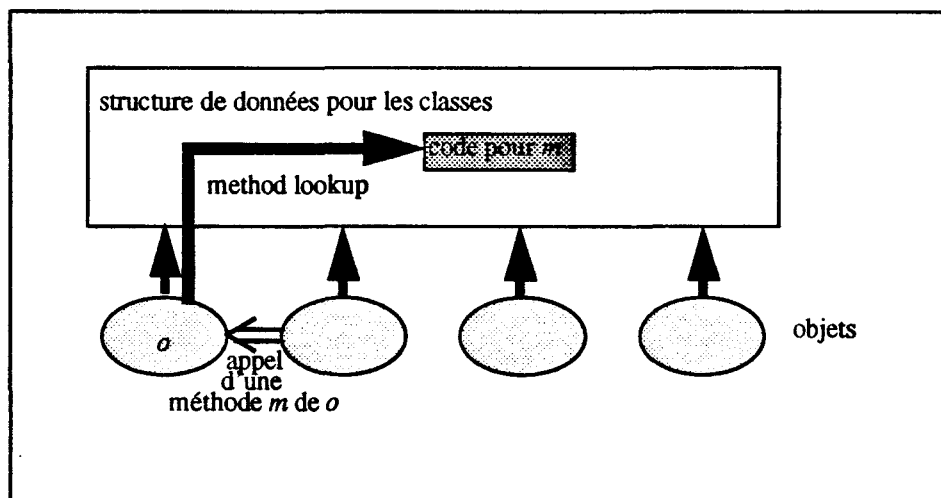 structure de données pour les classes
code pour m
method lookup
o
objets
appel
d'une
méthode m de o